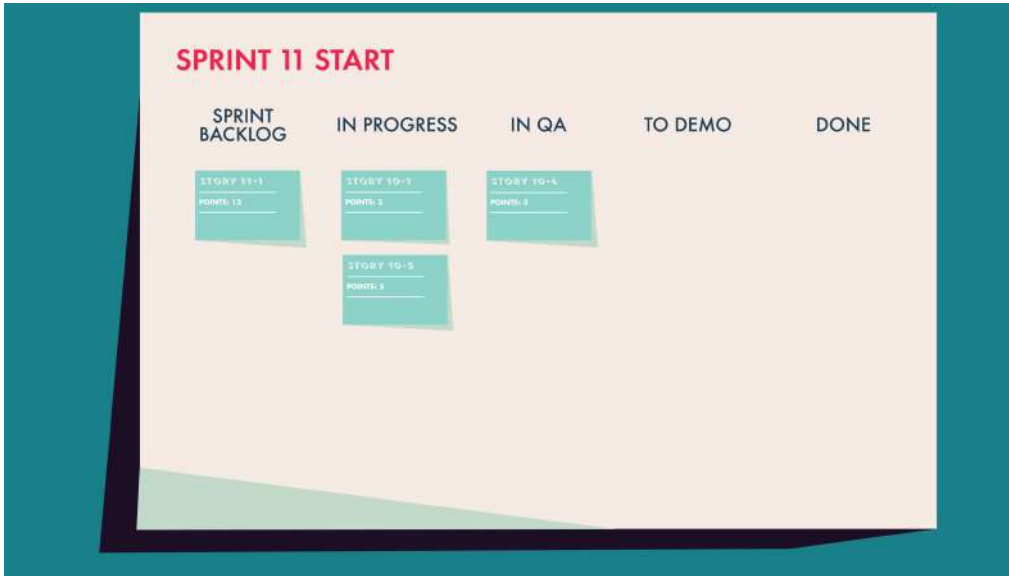 SPRINT 11 START
SPRINT
BACKLOG
IN PROGRESS
IN QA
TO DEMO
DONE
STORY 11-1
POINTS: 13
STORY 10-1
POINTS: 3
STORY 10-4
POINTS: 3
STORY 10-5
POINTS: 5